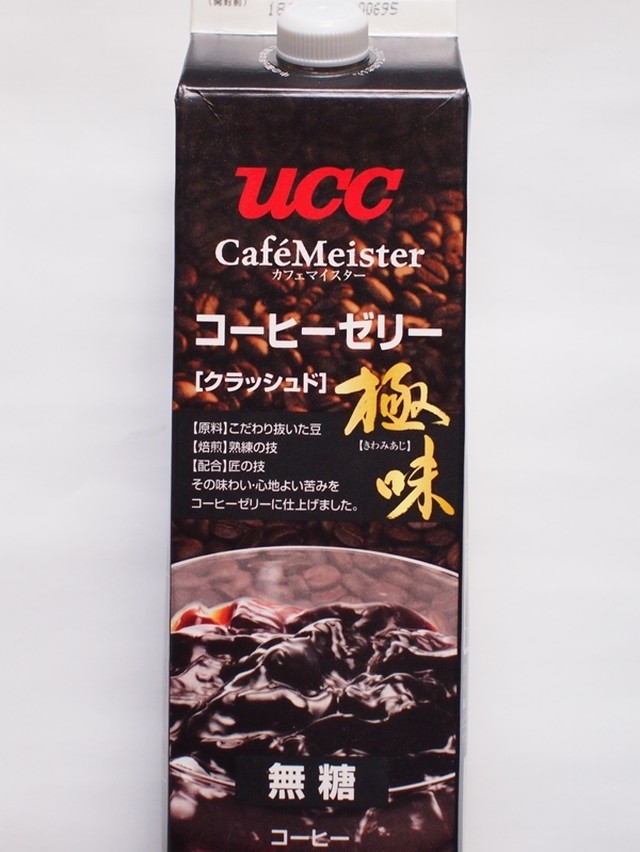 (開封前)
00695
UCC
CaféMeister
カフェマイスター
コーヒーゼリー
[クラッシュド]
極味
【きわみあじ】
【原料】こだわり抜いた豆
【焙煎】熟練の技
【配合】匠の技
その味わい・心地よい苦みを
コーヒーゼリーに仕上げました。
無糖
コーヒー